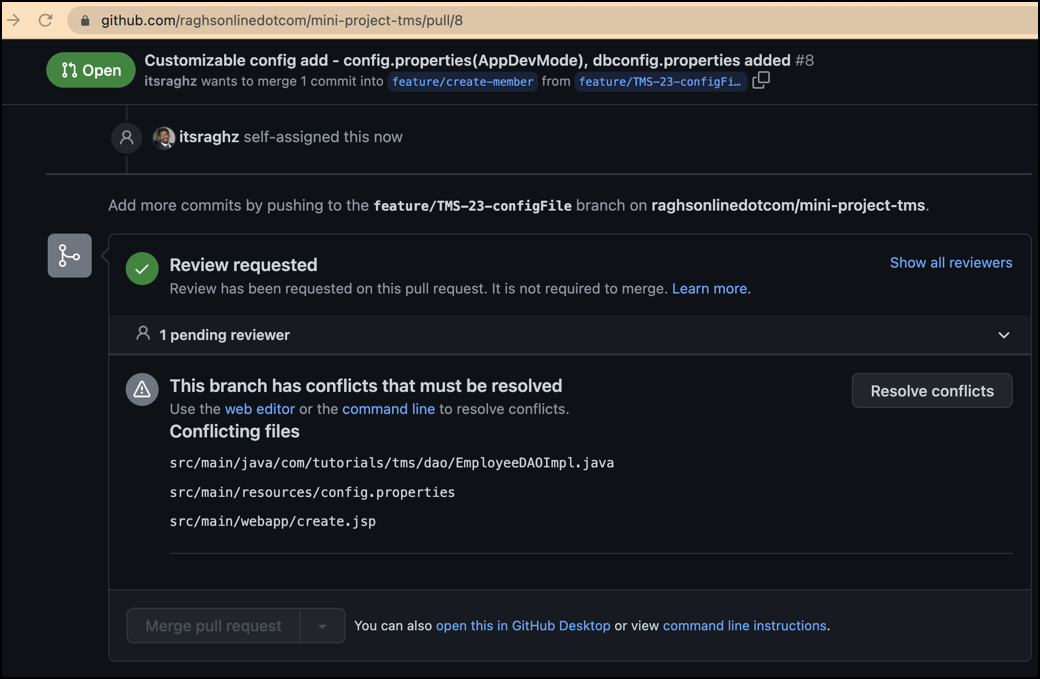 github.com/raghsonlinedotcom/mini-project-tms/pull/8
Open
Customizable config add - config.properties(AppDevMode), dbconfig.properties added #8
itsraghz wants to merge 1 commit into feature/create-member from feature/TMS-23-configFi…
itsraghz self-assigned this now
Add more commits by pushing to the feature/TMS-23-configFile branch on raghsonlinedotcom/mini-project-tms.
Review requested
Show all reviewers
Review has been requested on this pull request. It is not required to merge. Learn more.
1 pending reviewer
This branch has conflicts that must be resolved
Resolve conflicts
Use the web editor or the command line to resolve conflicts.
Conflicting files
src/main/java/com/tutorials/tms/dao/EmployeeDAOImpl.java
src/main/resources/config.properties
src/main/webapp/create.jsp
Merge pull request
You can also open this in GitHub Desktop or view command line instructions.